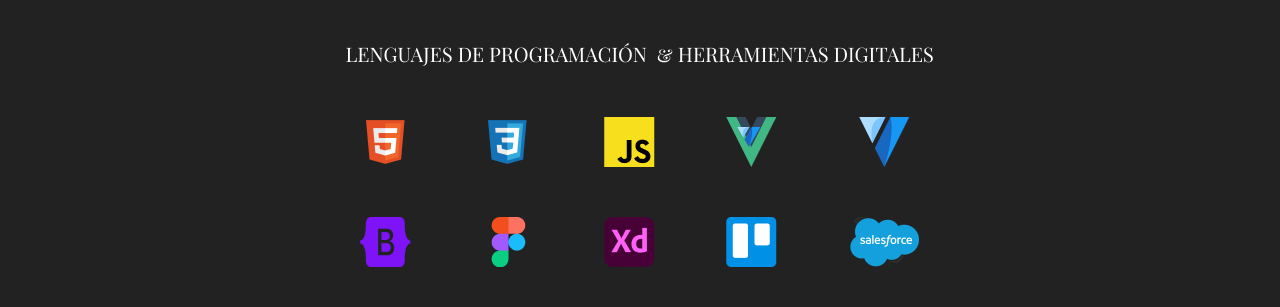 LENGUAJES DE PROGRAMACIÓN & HERRAMIENTAS DIGITALES
5 3 JS
B Xd salesforce